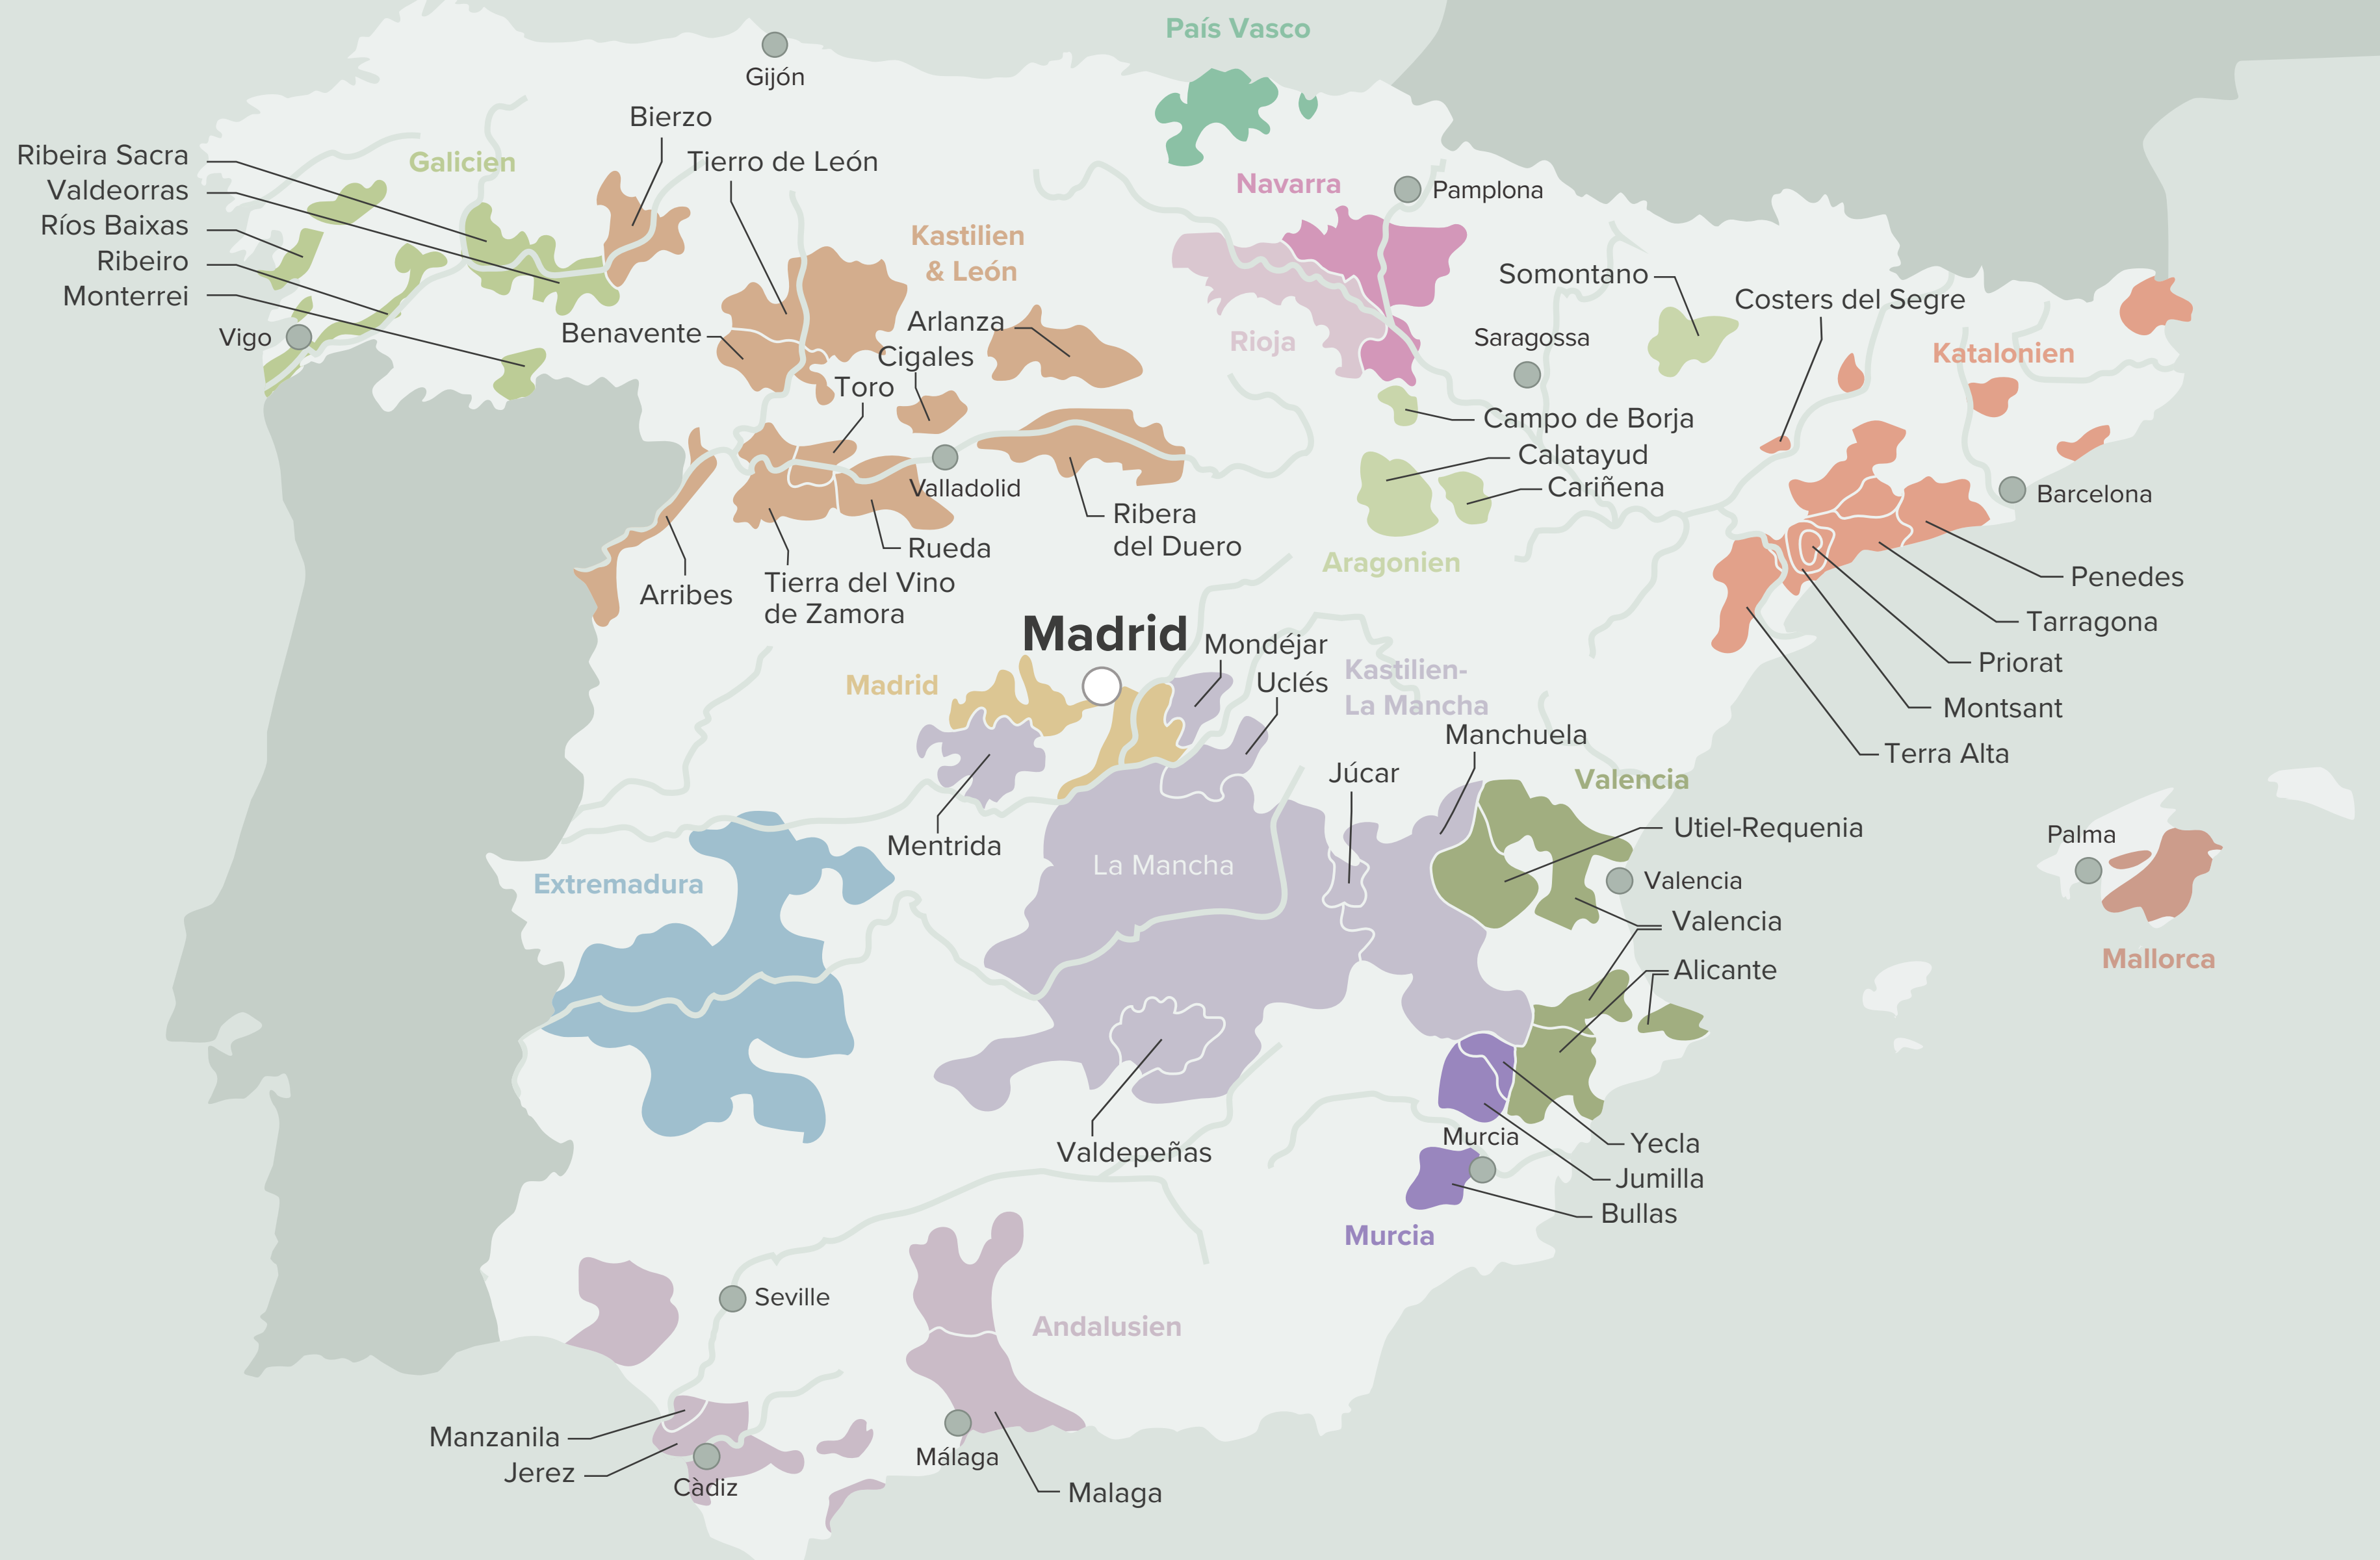 País Vasco
Gijón
Bierzo
Ribeira Sacra
Galicien
Tierro de León
Valdeorras
Navarra
Pamplona
Ríos Baixas
Kastilien
& León
Ribeiro
Somontano
Monterrei
Costers del Segre
Vigo
Benavente
Arlanza
Rioja
Saragossa
Katalonien
Cigales
Toro
Campo de Borja
Calatayud
Valladolid
Cariñena
Barcelona
Ribera
del Duero
Rueda
Aragonien
Arribes
Tierra del Vino
de Zamora
Penedes
Tarragona
Madrid
Mondéjar
Priorat
Madrid
Uclés
Kastilien-
La Mancha
Montsant
Manchuela
Terra Alta
Júcar
Valencia
Mentrida
Utiel-Requenia
Palma
La Mancha
Extremadura
Valencia
Valencia
Mallorca
Alicante
Valdepeñas
Murcia
Yecla
Jumilla
Bullas
Murcia
Seville
Andalusien
Manzanila
Jerez
Càdiz
Málaga
Malaga